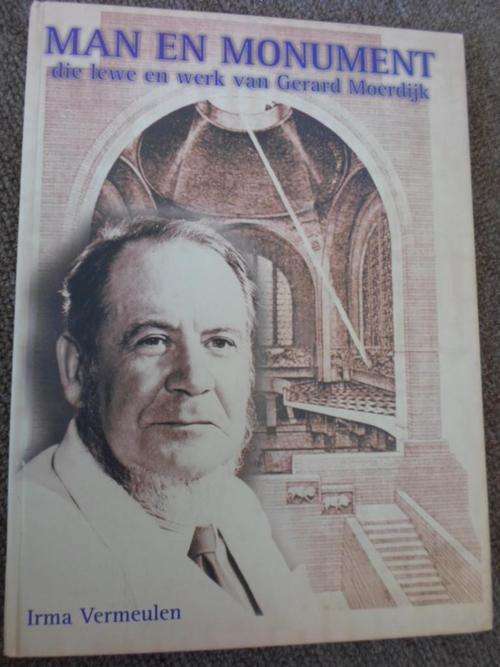 MAN EN MONUMENT
die lewe en werk van Gerard Moerdijk
Irma Vermeulen